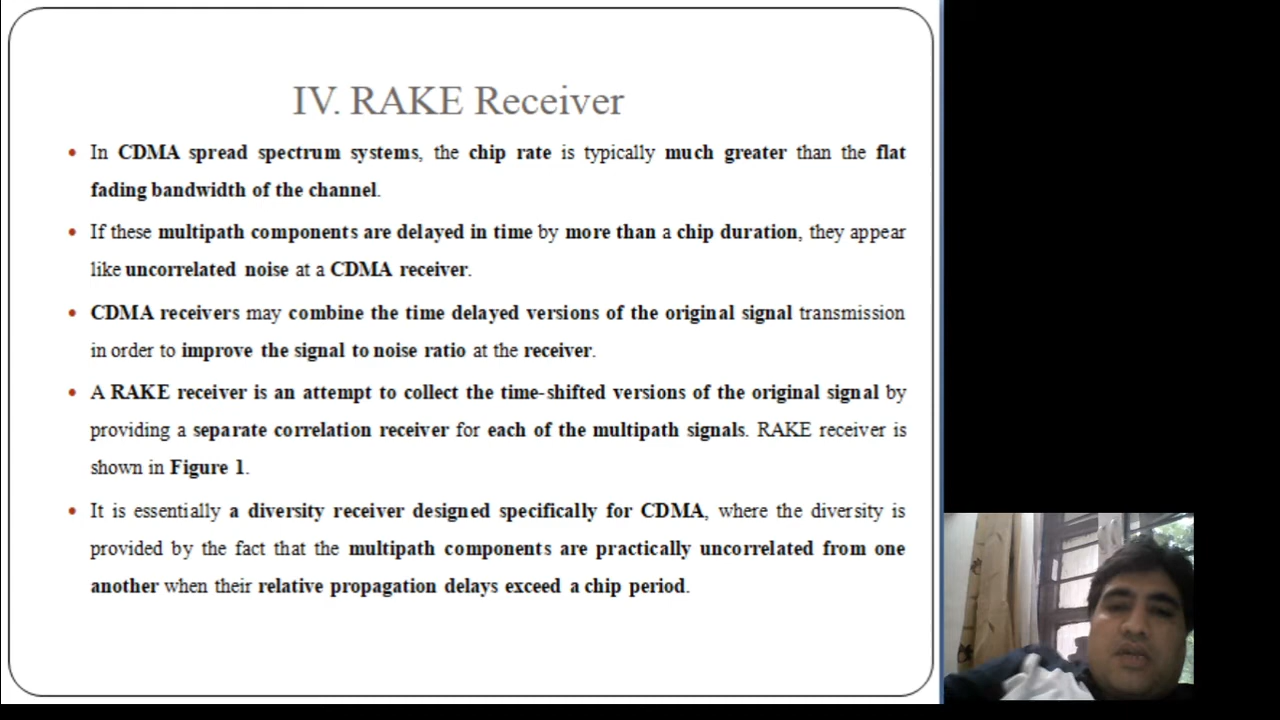 IV. RAKE Receiver
• In CDMA spread spectrum systems, the chip rate is typically much greater than the flat
fading bandwidth of the channel.
• If these multipath components are delayed in time by more than a chip duration, they appear
like uncorrelated noise at a CDMA receiver.
• CDMA receivers may combine the time delayed versions of the original signal transmission
in order to improve the signal to noise ratio at the receiver.
• A RAKE receiver is an attempt to collect the time-shifted versions of the original signal by
providing a separate correlation receiver for each of the multipath signals. RAKE receiver is
shown in Figure 1.
• It is essentially a diversity receiver designed specifically for CDMA, where the diversity is
provided by the fact that the multipath components are practically uncorrelated from one
another when their relative propagation delays exceed a chip period.